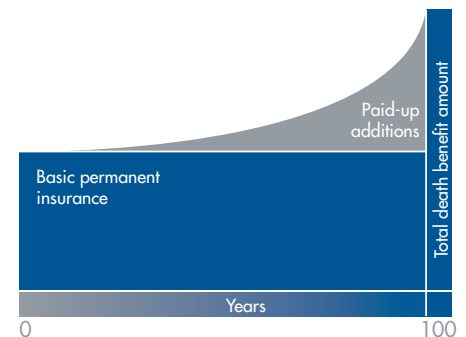 Paid-up
additions
Total death benefit amount
Basic permanent
insurance
Years
0
100